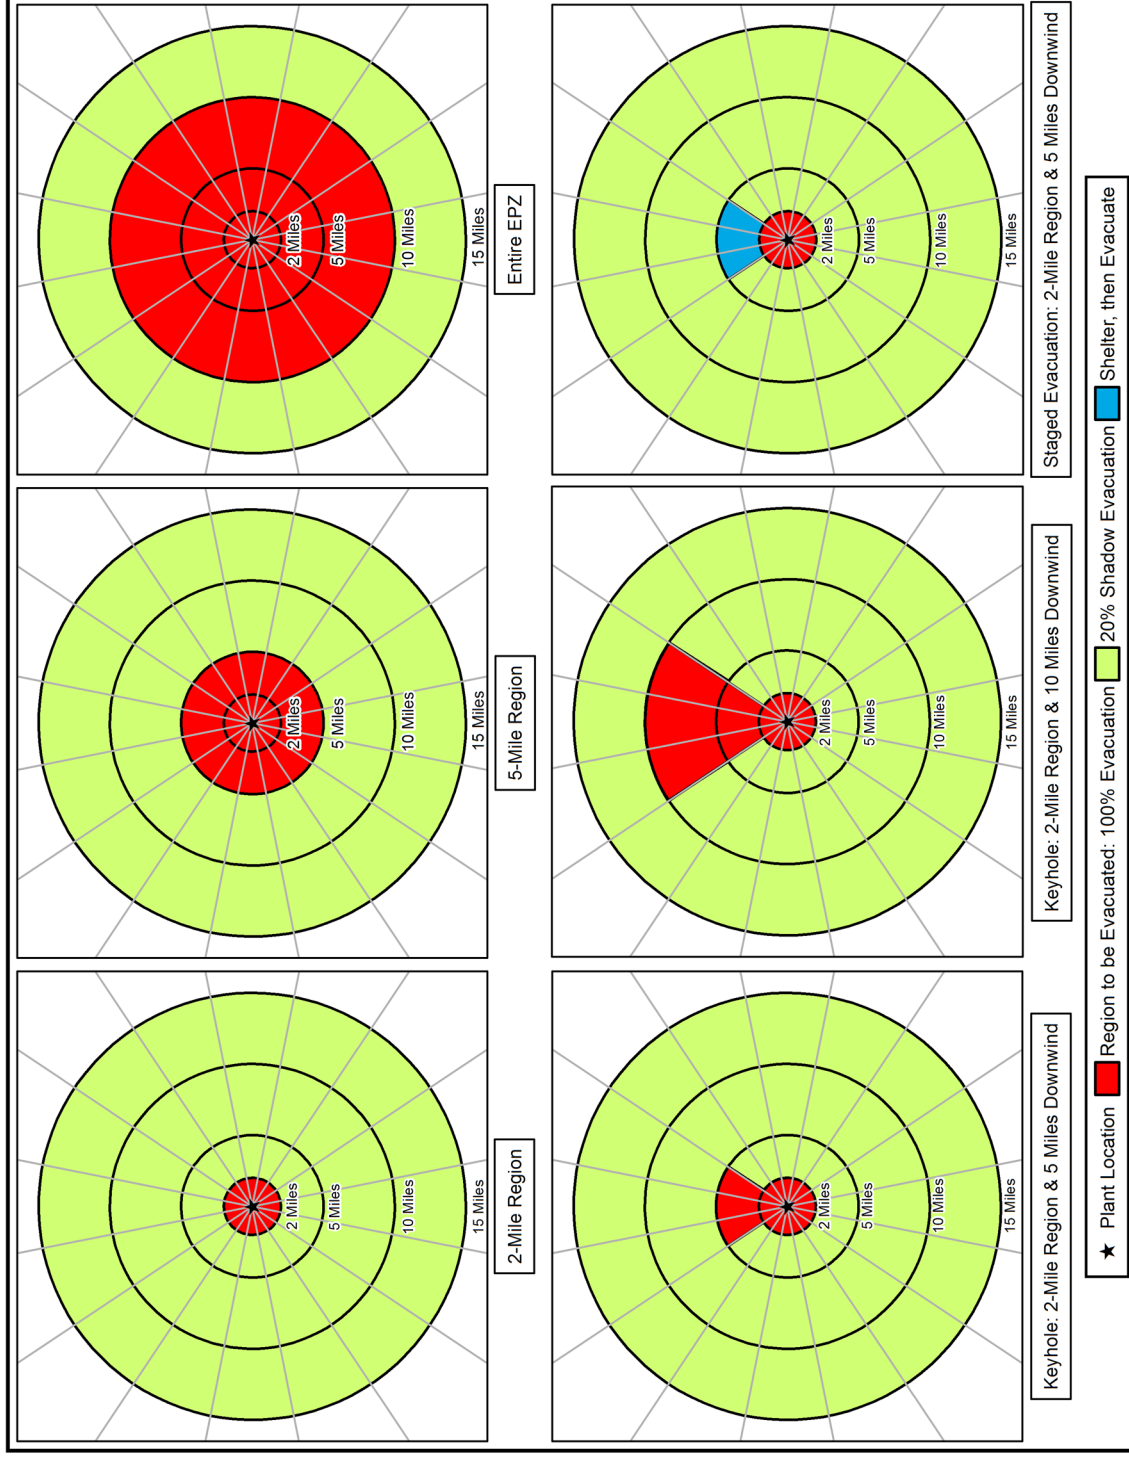 2 Miles
5 Miles
10 Miles
15 Miles
2-Mile Region
2 Miles
5 Miles
10 Miles
15 Miles
5-Mile Region
2 Miles
5 Miles
10 Miles
15 Miles
Entire EPZ
2 Miles
5 Miles
10 Miles
15 Miles
Keyhole: 2-Mile Region & 5 Miles Downwind
2 Miles
5 Miles
10 Miles
15 Miles
Keyhole: 2-Mile Region & 10 Miles Downwind
2 Miles
5 Miles
10 Miles
15 Miles
Staged Evacuation: 2-Mile Region & 5 Miles Downwind
Plant Location Region to be Evacuated: 100% Evacuation 20% Shadow Evacuation Shelter, then Evacuate